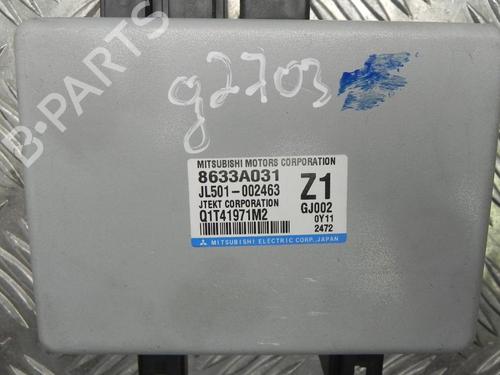 B-PARTS
g2703
MITSUBISHI MOTORS CORPORATION
8633A031
JL501-002463
JTEKT CORPORATION
Q1T41971M2
Z1
GJ002
0Y11
2472
MITSUBISHI ELECTRIC CORP., JAPAN